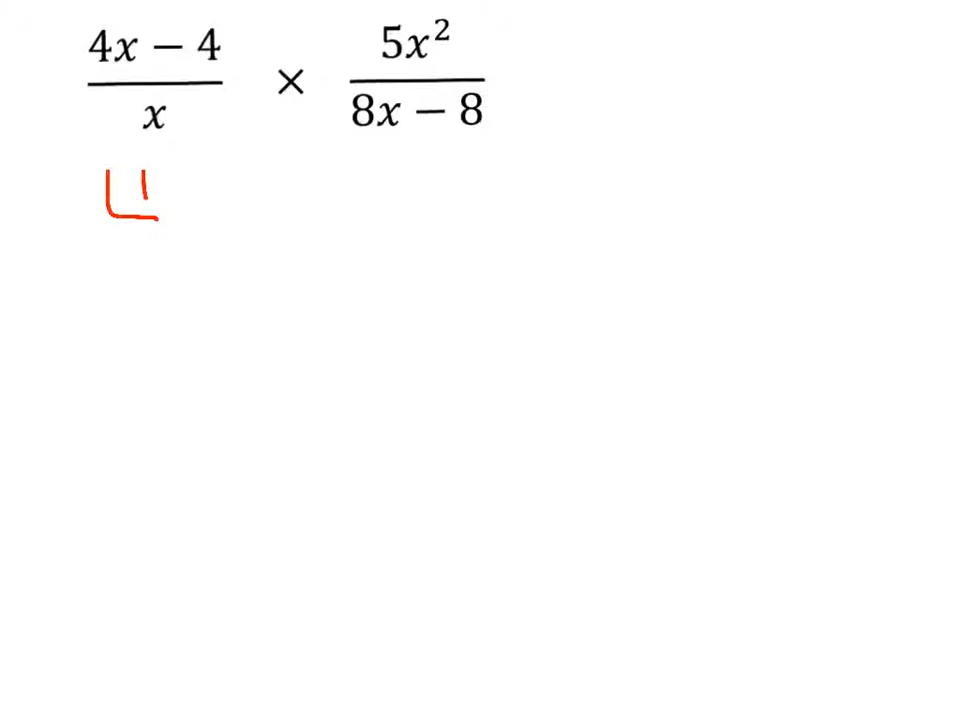 4x − 4 / x × 5x² / 8x − 8